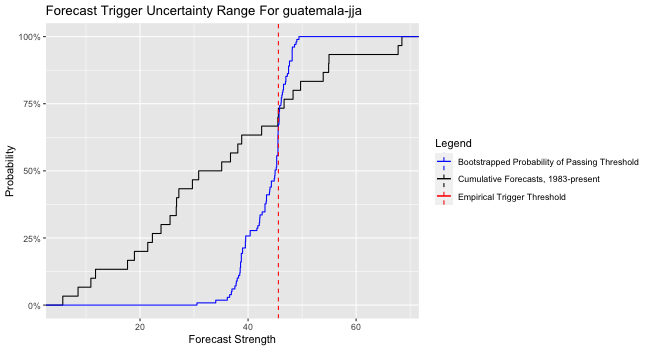 Forecast Trigger Uncertainty Range For guatemala-jja
100%
75%
50%
25%
0%
Probability
20
40
60
Forecast Strength
Legend
Bootstrapped Probability of Passing Threshold
Cumulative Forecasts, 1983-present
Empirical Trigger Threshold